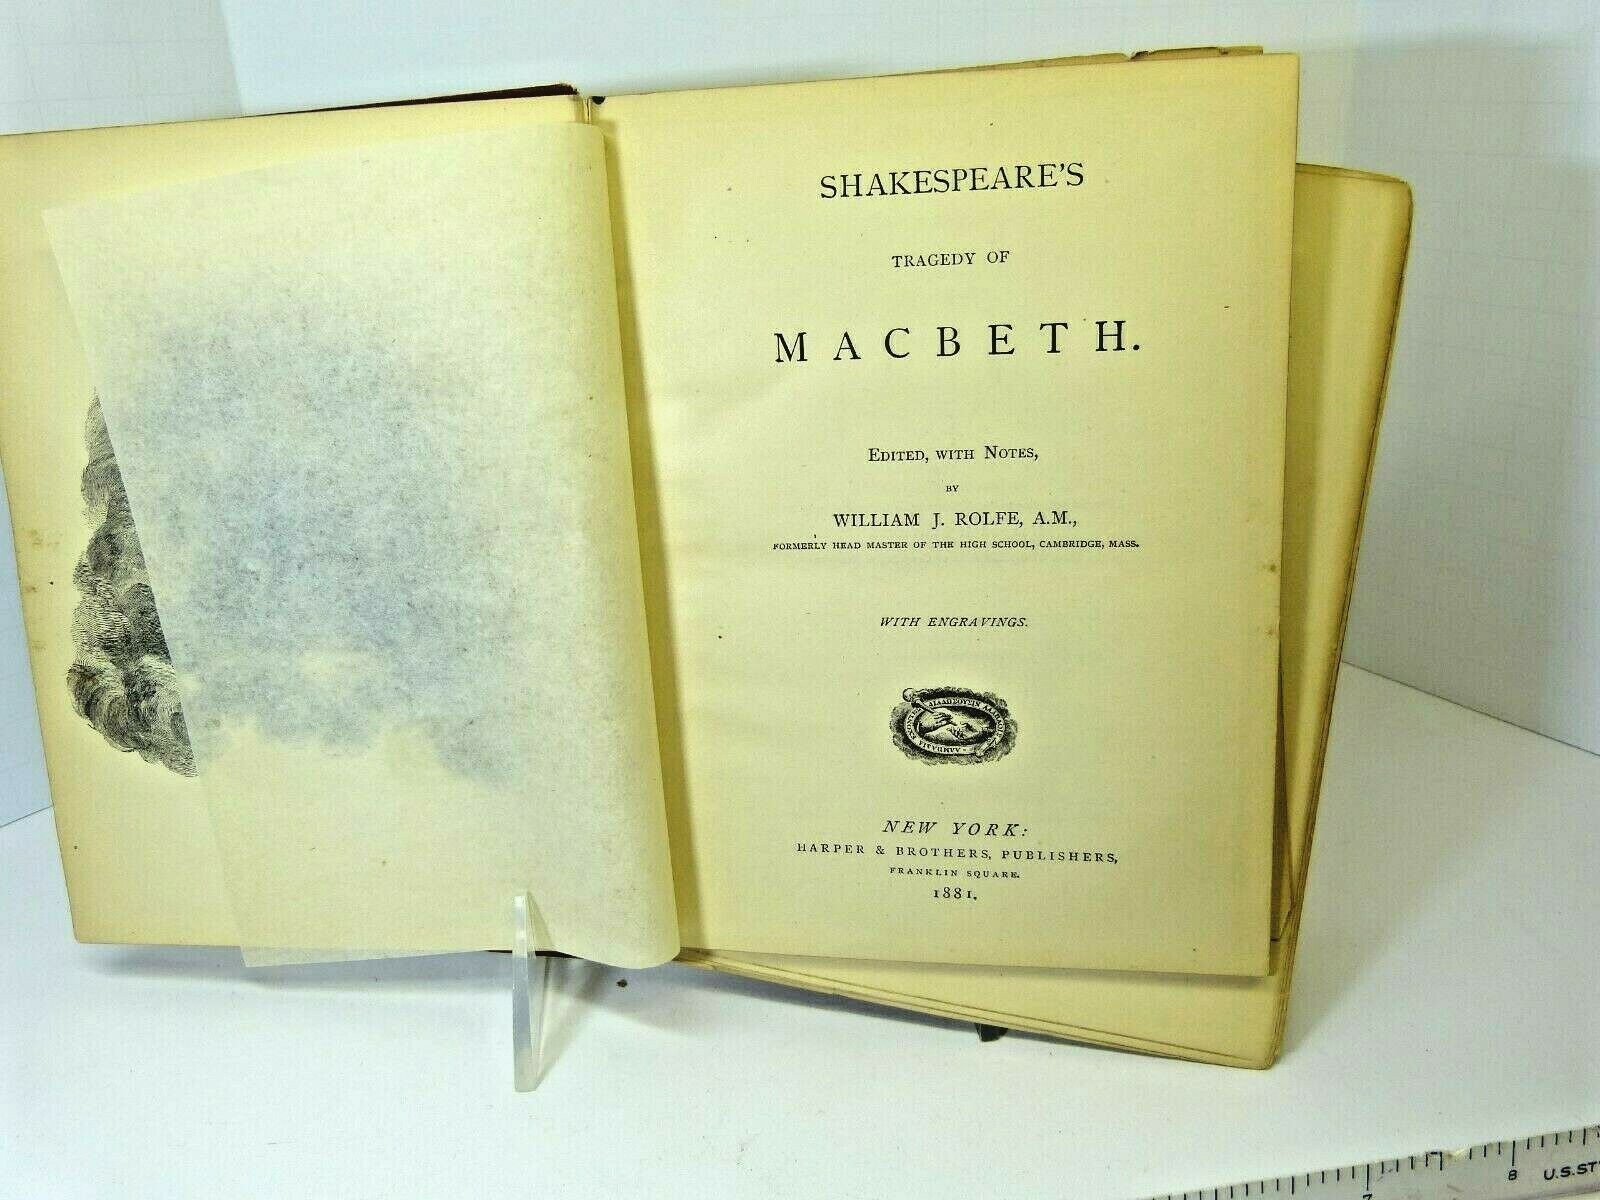 SHAKESPEARE'S
TRAGEDY OF
MACBETH.
EDITED, WITH NOTES,
BY
WILLIAM J. ROLFE, A.M.,
FORMERLY HEAD MASTER OF THE HIGH SCHOOL, CAMBRIDGE, MASS.
WITH ENGRAVINGS.
NEW YORK:
HARPER & BROTHERS, PUBLISHERS,
FRANKLIN SQUARE.
1881.
7 8 U.S.